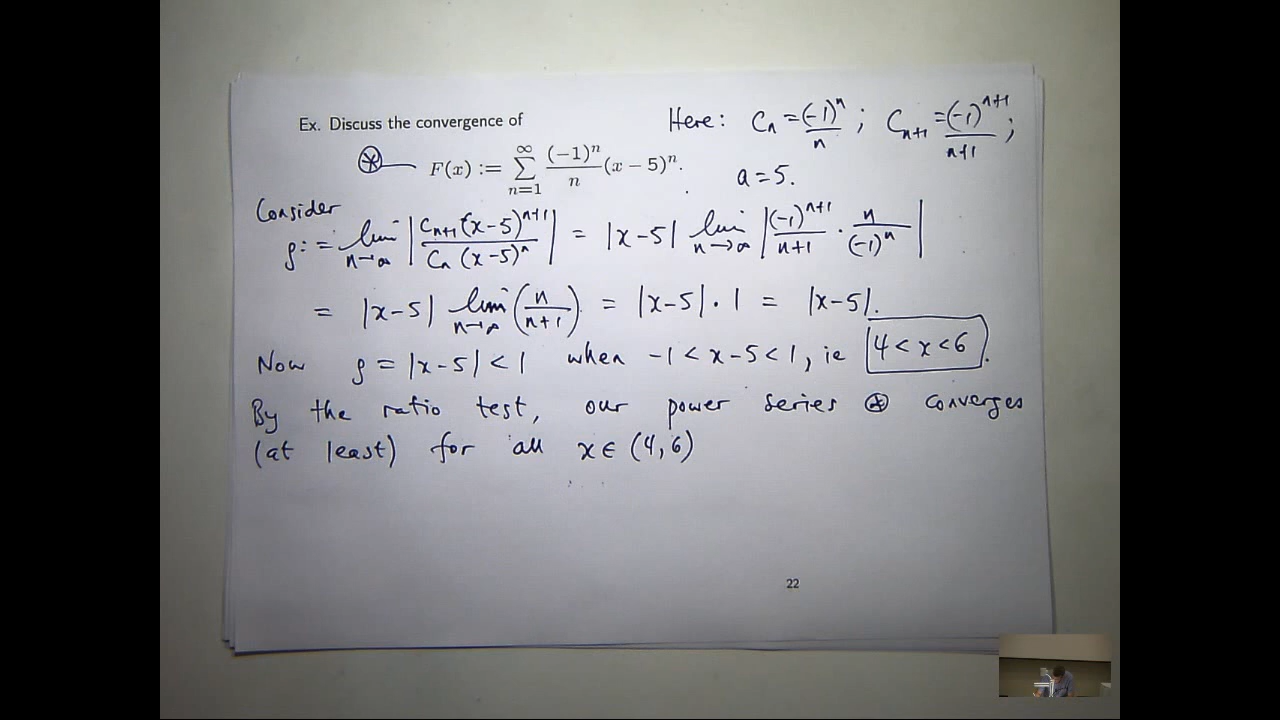 Ex. Discuss the convergence of
Here: Cₙ = (-1)ⁿ/n ; Cₙ₊₁ = (-1)ⁿ⁺¹/(n+1) ;
⊛ — F(x) := ∑_{n=1}^{∞} (-1)ⁿ/n (x − 5)ⁿ.
a = 5.
Consider
ρ := lim_{n→∞} |Cₙ₊₁(x-5)ⁿ⁺¹ / Cₙ(x-5)ⁿ| = |x-5| lim_{n→∞} |(-1)ⁿ⁺¹/(n+1) · n/(-1)ⁿ|
= |x-5| lim_{n→∞} (n/(n+1)) = |x-5| · 1 = |x-5|.
Now ρ = |x-5| < 1 when -1 < x-5 < 1, ie 4 < x < 6.
By the ratio test, our power series ⊛ converges
(at least) for all x ∈ (4,6)
22